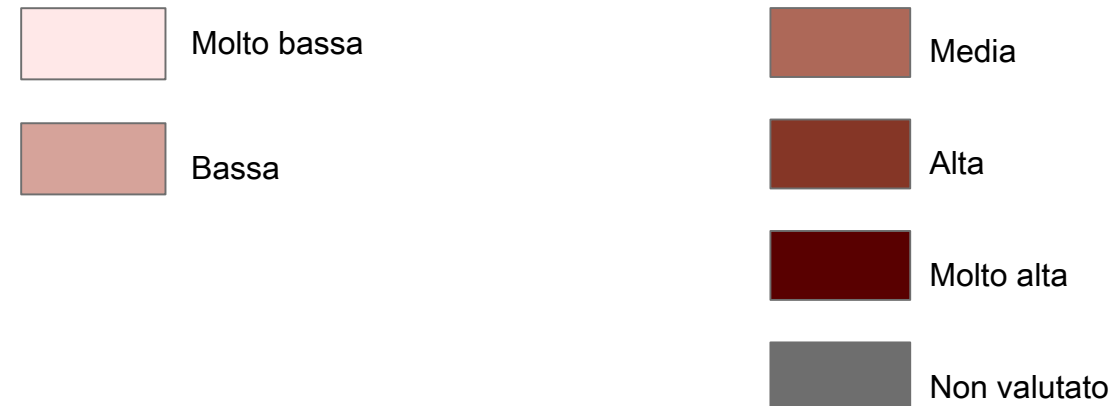 Molto bassa
Bassa
Media
Alta
Molto alta
Non valutato